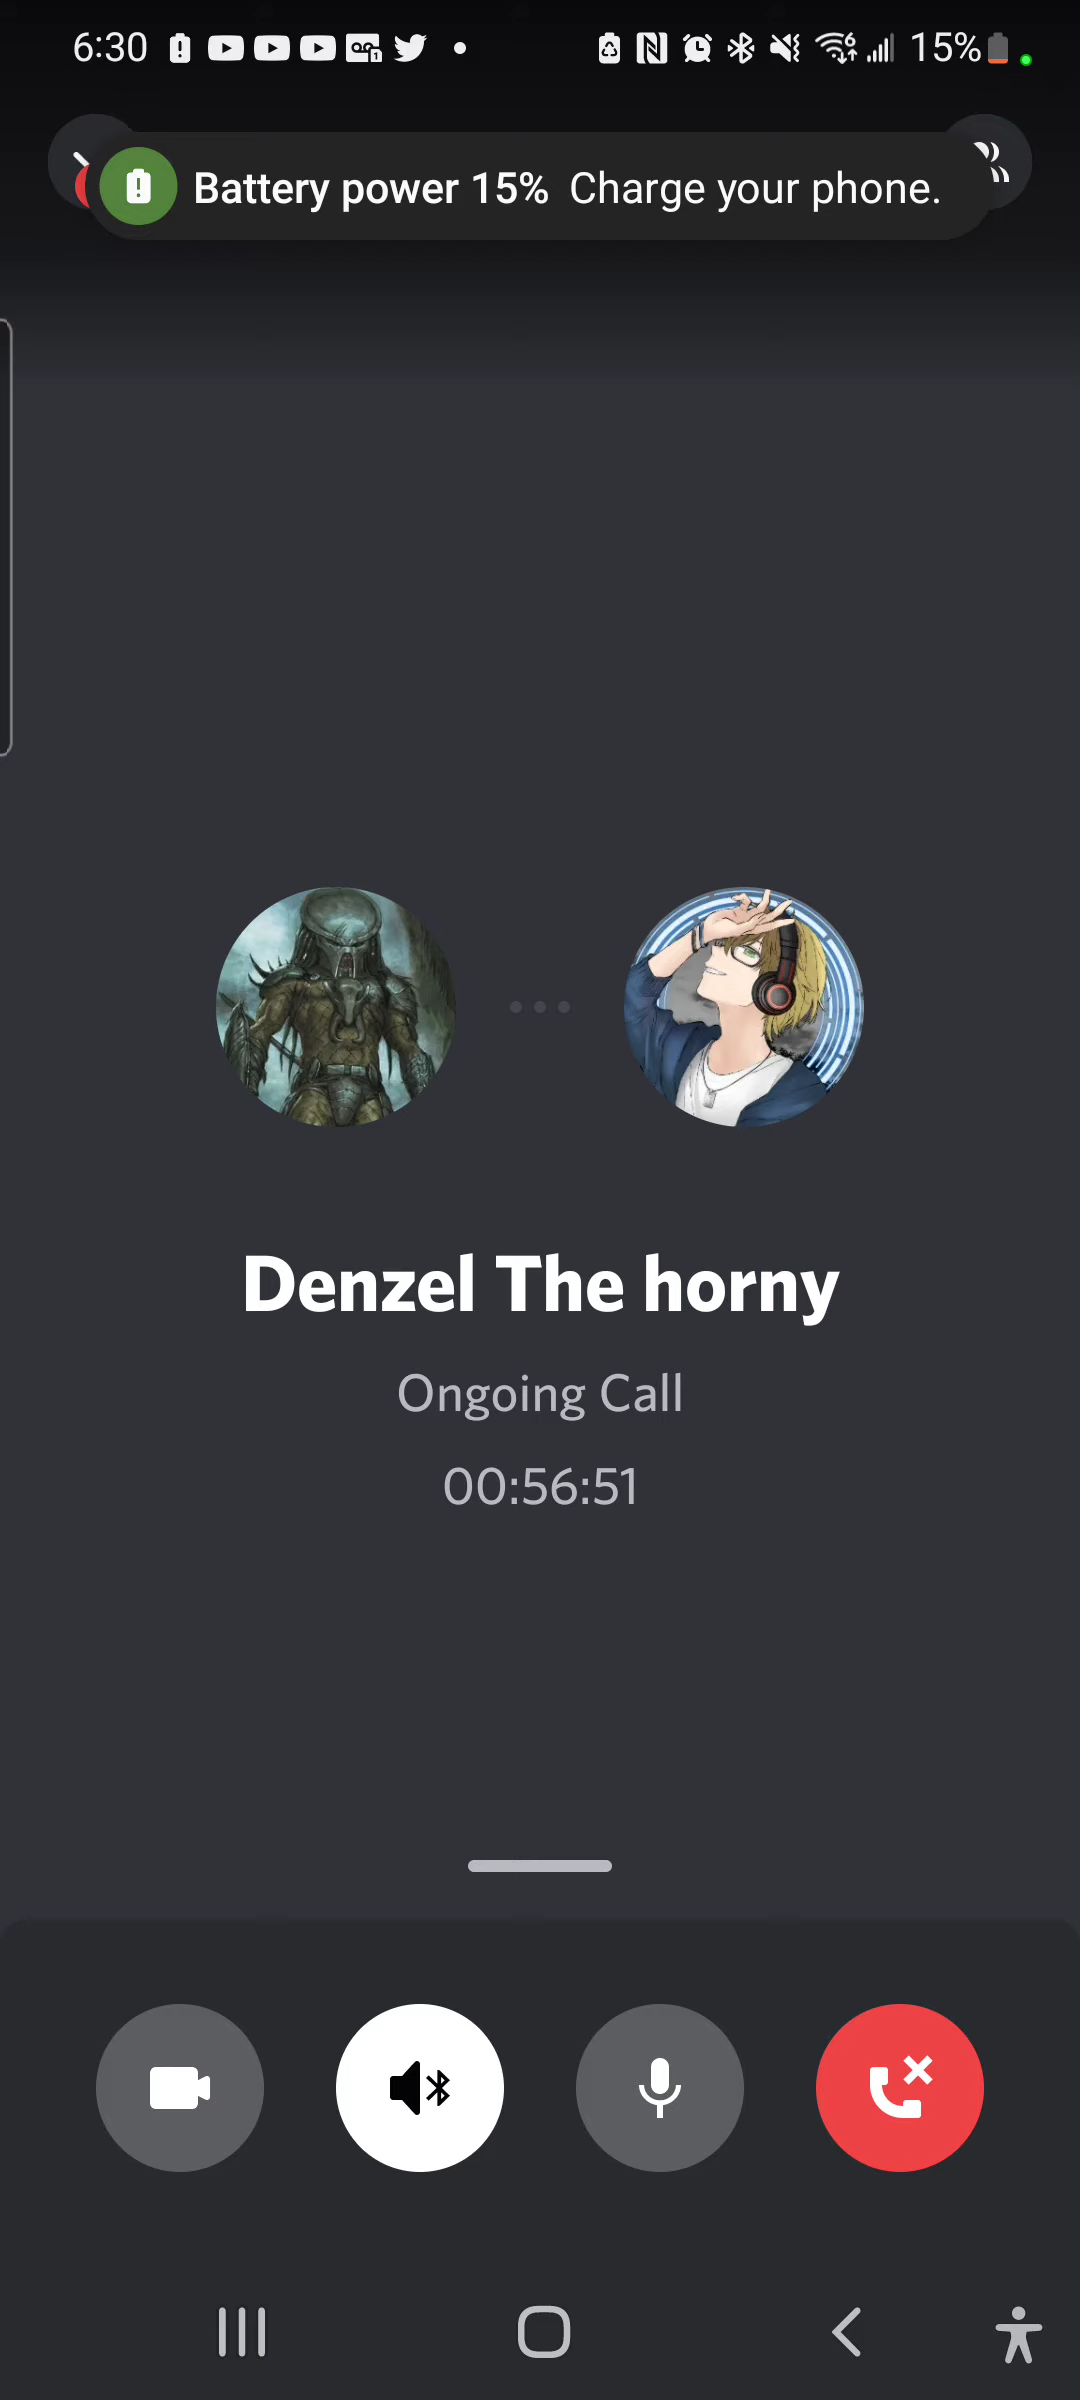 6:30
15%
Battery power 15% Charge your phone.
Denzel The horny
Ongoing Call
00:56:51